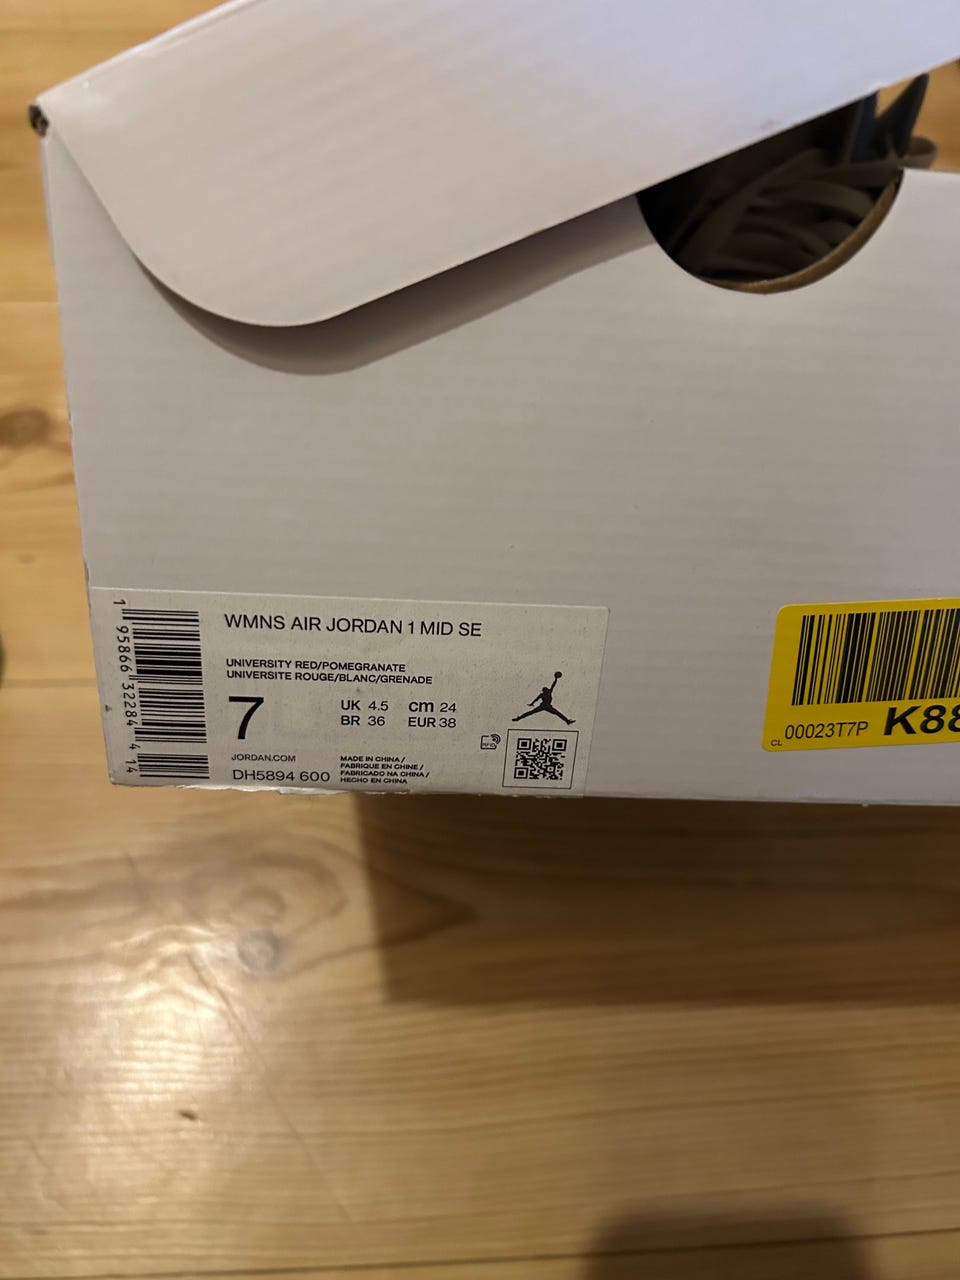 WMNS AIR JORDAN 1 MID SE
UNIVERSITY RED/POMEGRANATE
UNIVERSITE ROUGE/BLANC/GRENADE
7
UK 4.5 cm 24
BR 36 EUR 38
JORDAN.COM
DH5894 600
MADE IN CHINA /
FABRIQUE EN CHINE /
FABRICADO NA CHINA /
HECHO EN CHINA
1 95866 32284 4 14
CL 00023T7P K88